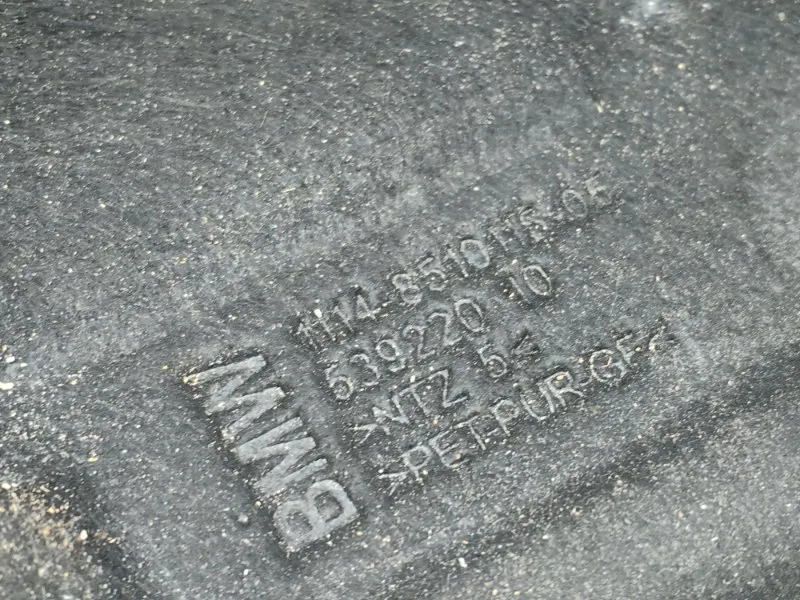 BMW
1114-8510115-05
539220 10
>NTZ 5<
>PET-PUR-GF<